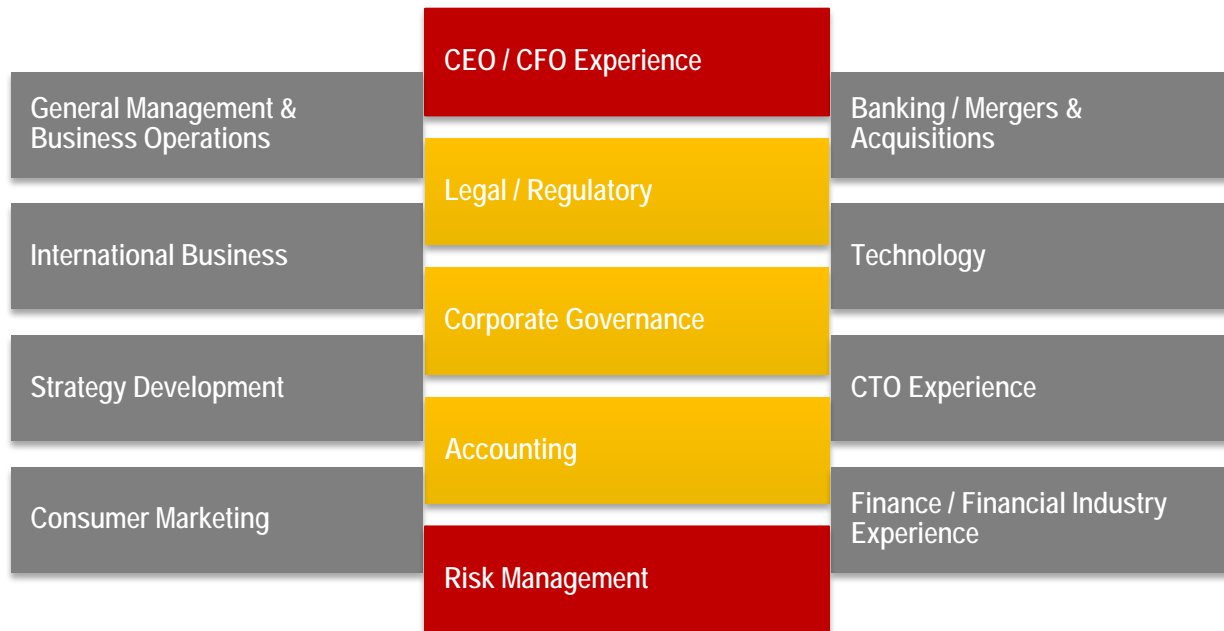 CEO / CFO Experience
General Management &
Business Operations
Banking / Mergers &
Acquisitions
Legal / Regulatory
International Business
Technology
Corporate Governance
Strategy Development
CTO Experience
Accounting
Consumer Marketing
Finance / Financial Industry
Experience
Risk Management